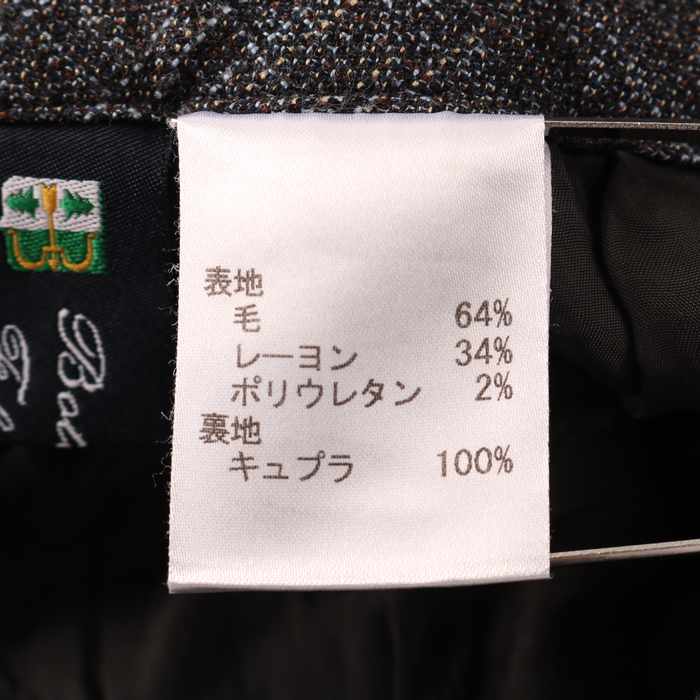 表地
毛 64%
レーヨン 34%
ポリウレタン 2%
裏地
キュプラ 100%